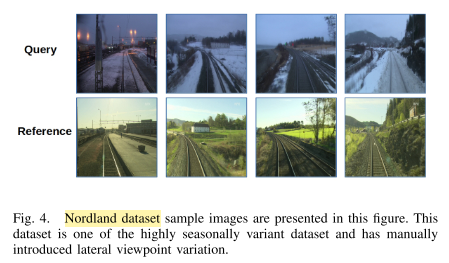 Query
Reference
Fig. 4. Nordland dataset sample images are presented in this figure. This
dataset is one of the highly seasonally variant dataset and has manually
introduced lateral viewpoint variation.